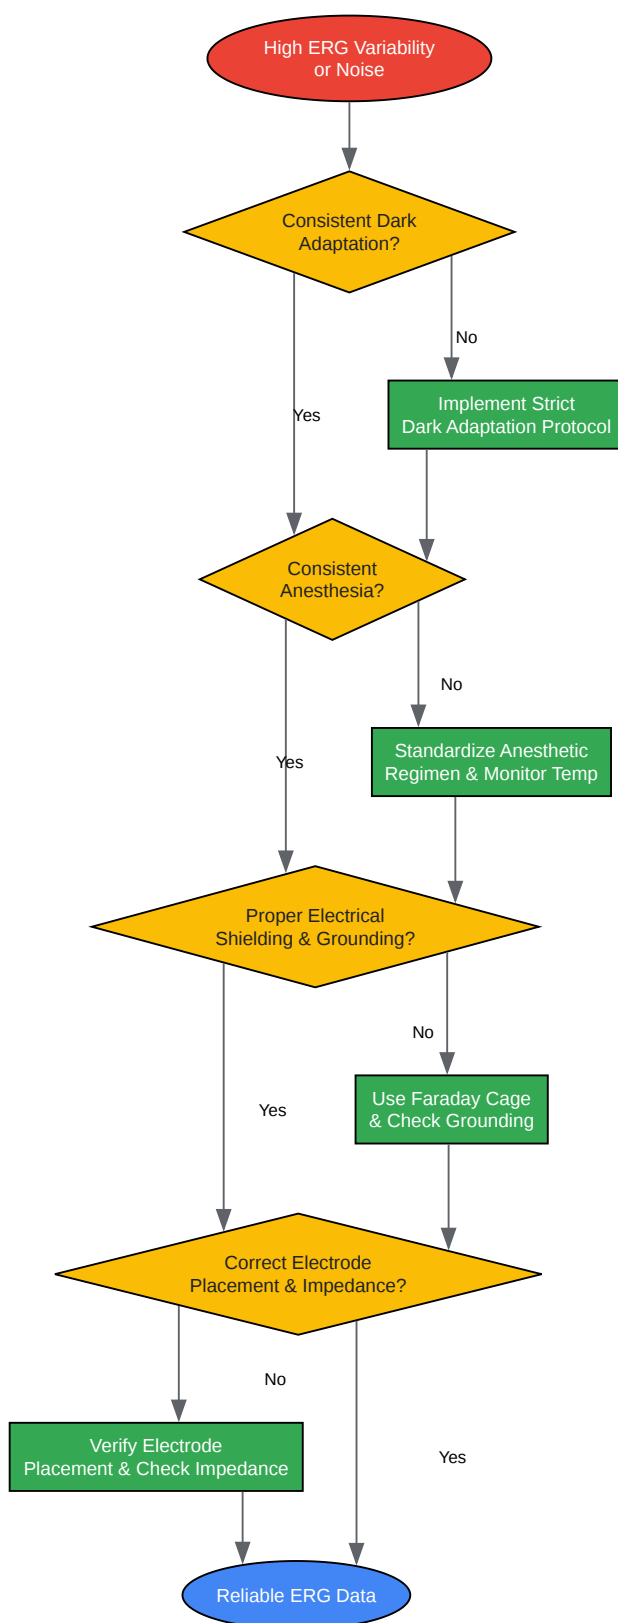 High ERG Variability
or Noise
Consistent Dark
Adaptation?
No
Implement Strict
Dark Adaptation Protocol
Yes
Consistent
Anesthesia?
No
Standardize Anesthetic
Regimen & Monitor Temp
Yes
Proper Electrical
Shielding & Grounding?
No
Use Faraday Cage
& Check Grounding
Yes
Correct Electrode
Placement & Impedance?
No
Verify Electrode
Placement & Check Impedance
Yes
Reliable ERG Data